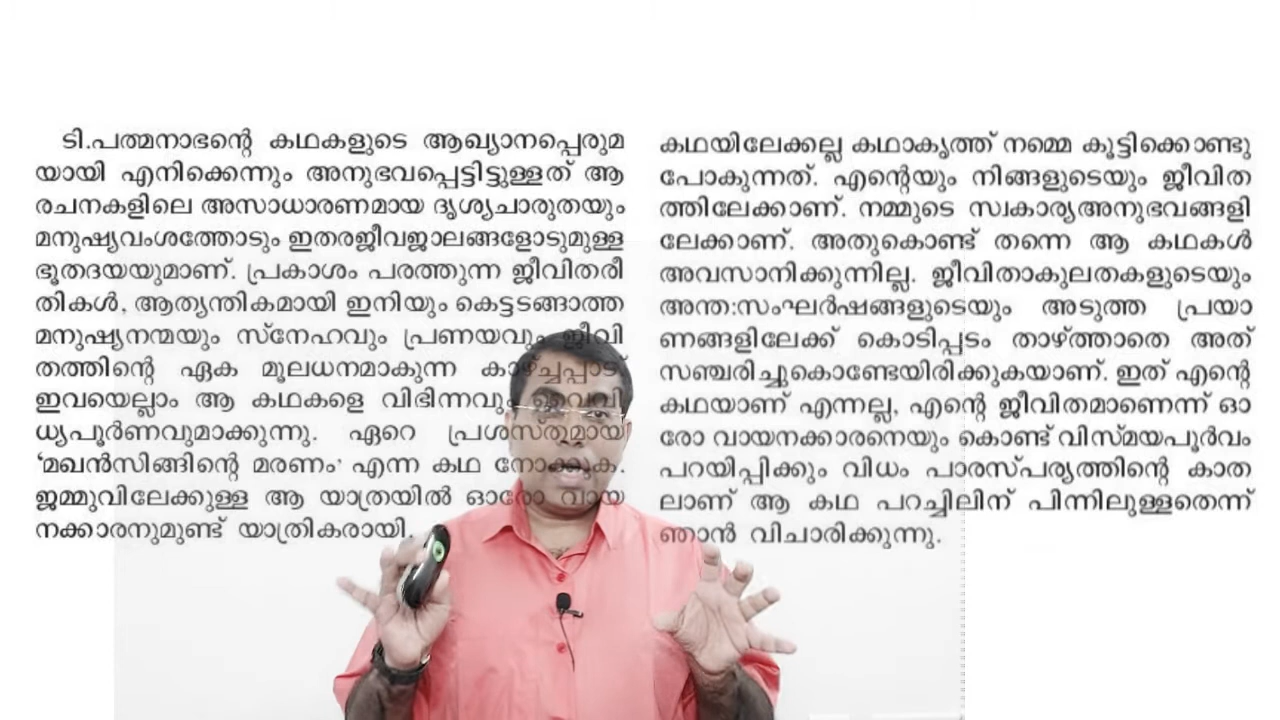 ടി.പത്മനാഭന്റെ കഥകളുടെ ആഖ്യാനപ്പെരുമ
യായി എനിക്കെന്നും അനുഭവപ്പെട്ടിട്ടുള്ളത് ആ
രചനകളിലെ അസാധാരണമായ ദൃശ്യചാരുതയും
മനുഷ്യവംശത്തോടും ഇതരജീവജാലങ്ങളോടുമുള്ള
ഭൂതദയയുമാണ്. പ്രകാശം പരത്തുന്ന ജീവിതരീ
തികൾ, ആത്യന്തികമായി ഇനിയും കെട്ടടങ്ങാത്ത
മനുഷ്യനന്മയും സ്നേഹവും പ്രണയവും ജീവി
തത്തിന്റെ ഏക മൂലധനമാകുന്ന കാഴ്ച്ചപ്പാട്
ഇവയെല്ലാം ആ കഥകളെ വിഭിന്നവും വൈവി
ധ്യപൂർണവുമാക്കുന്നു. ഏറെ പ്രശസ്തമായ
‘മഖൻസിങ്ങിന്റെ മരണം’ എന്ന കഥ നോക്കുക.
ജമ്മുവിലേക്കുള്ള ആ യാത്രയിൽ ഓരോ വായ
നക്കാരനുമുണ്ട് യാത്രികരായി.
കഥയിലേക്കല്ല കഥാകൃത്ത് നമ്മെ കൂട്ടിക്കൊണ്ടു
പോകുന്നത്. എന്റെയും നിങ്ങളുടെയും ജീവിത
ത്തിലേക്കാണ്. നമ്മുടെ സ്വകാര്യഅനുഭവങ്ങളി
ലേക്കാണ്. അതുകൊണ്ട് തന്നെ ആ കഥകൾ
അവസാനിക്കുന്നില്ല. ജീവിതാകുലതകളുടെയും
അന്ത:സംഘർഷങ്ങളുടെയും അടുത്ത പ്രയാ
ണങ്ങളിലേക്ക് കൊടിപ്പടം താഴ്ത്താതെ അത്
സഞ്ചരിച്ചുകൊണ്ടേയിരിക്കുകയാണ്. ഇത് എന്റെ
കഥയാണ് എന്നല്ല, എന്റെ ജീവിതമാണെന്ന് ഓ
രോ വായനക്കാരനെയും കൊണ്ട് വിസ്മയപൂർവം
പറയിപ്പിക്കും വിധം പാരസ്പര്യത്തിന്റെ കാത
ലാണ് ആ കഥ പറച്ചിലിന് പിന്നിലുള്ളതെന്ന്
ഞാൻ വിചാരിക്കുന്നു.